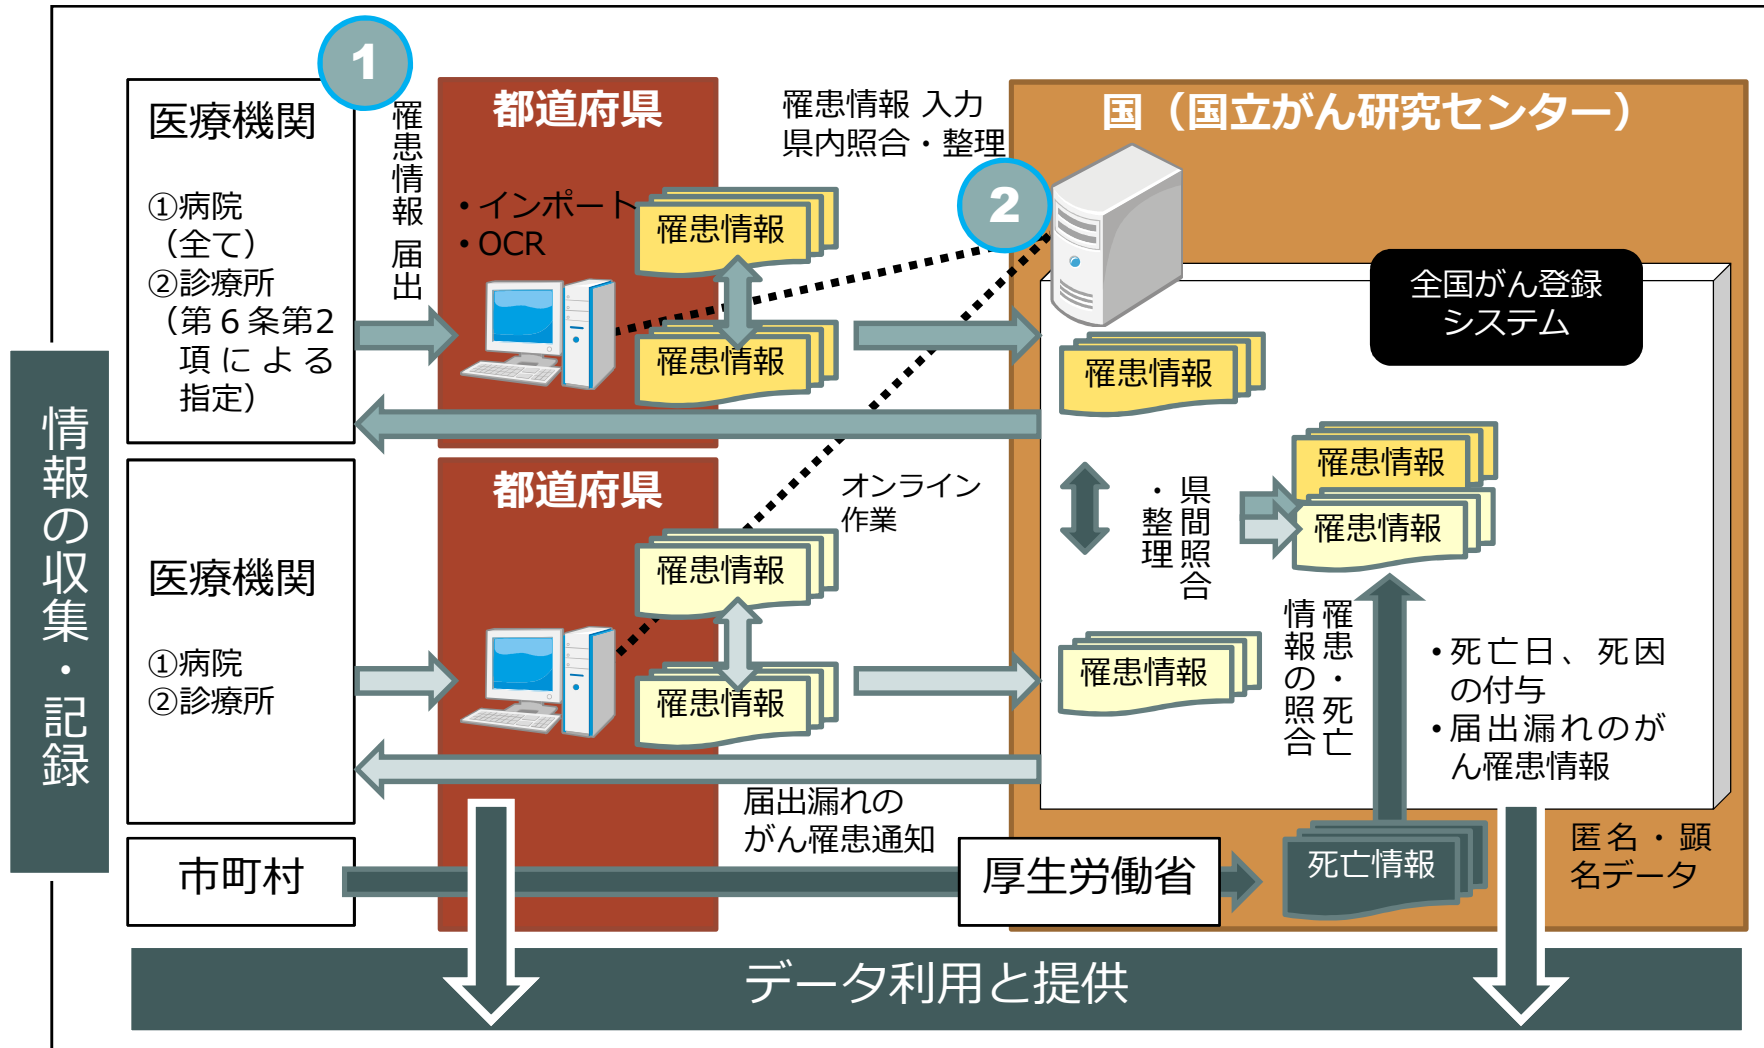 情報の収集・記録
1
医療機関
①病院
（全て）
②診療所
（第６条第2
項による
指定）
罹患情報 届出
都道府県
• インポート
• OCR
罹患情報
罹患情報
罹患情報 入力
県内照合・整理
2
国（国立がん研究センター）
全国がん登録
システム
罹患情報
医療機関
①病院
②診療所
都道府県
罹患情報
罹患情報
オンライン
作業
県間照合
・整理
罹患情報
罹患情報
罹患情報
罹患・死亡
情報の照合
• 死亡日、死因
の付与
• 届出漏れのが
ん罹患情報
届出漏れの
がん罹患通知
市町村
厚生労働省
死亡情報
匿名・顕
名データ
データ利用と提供